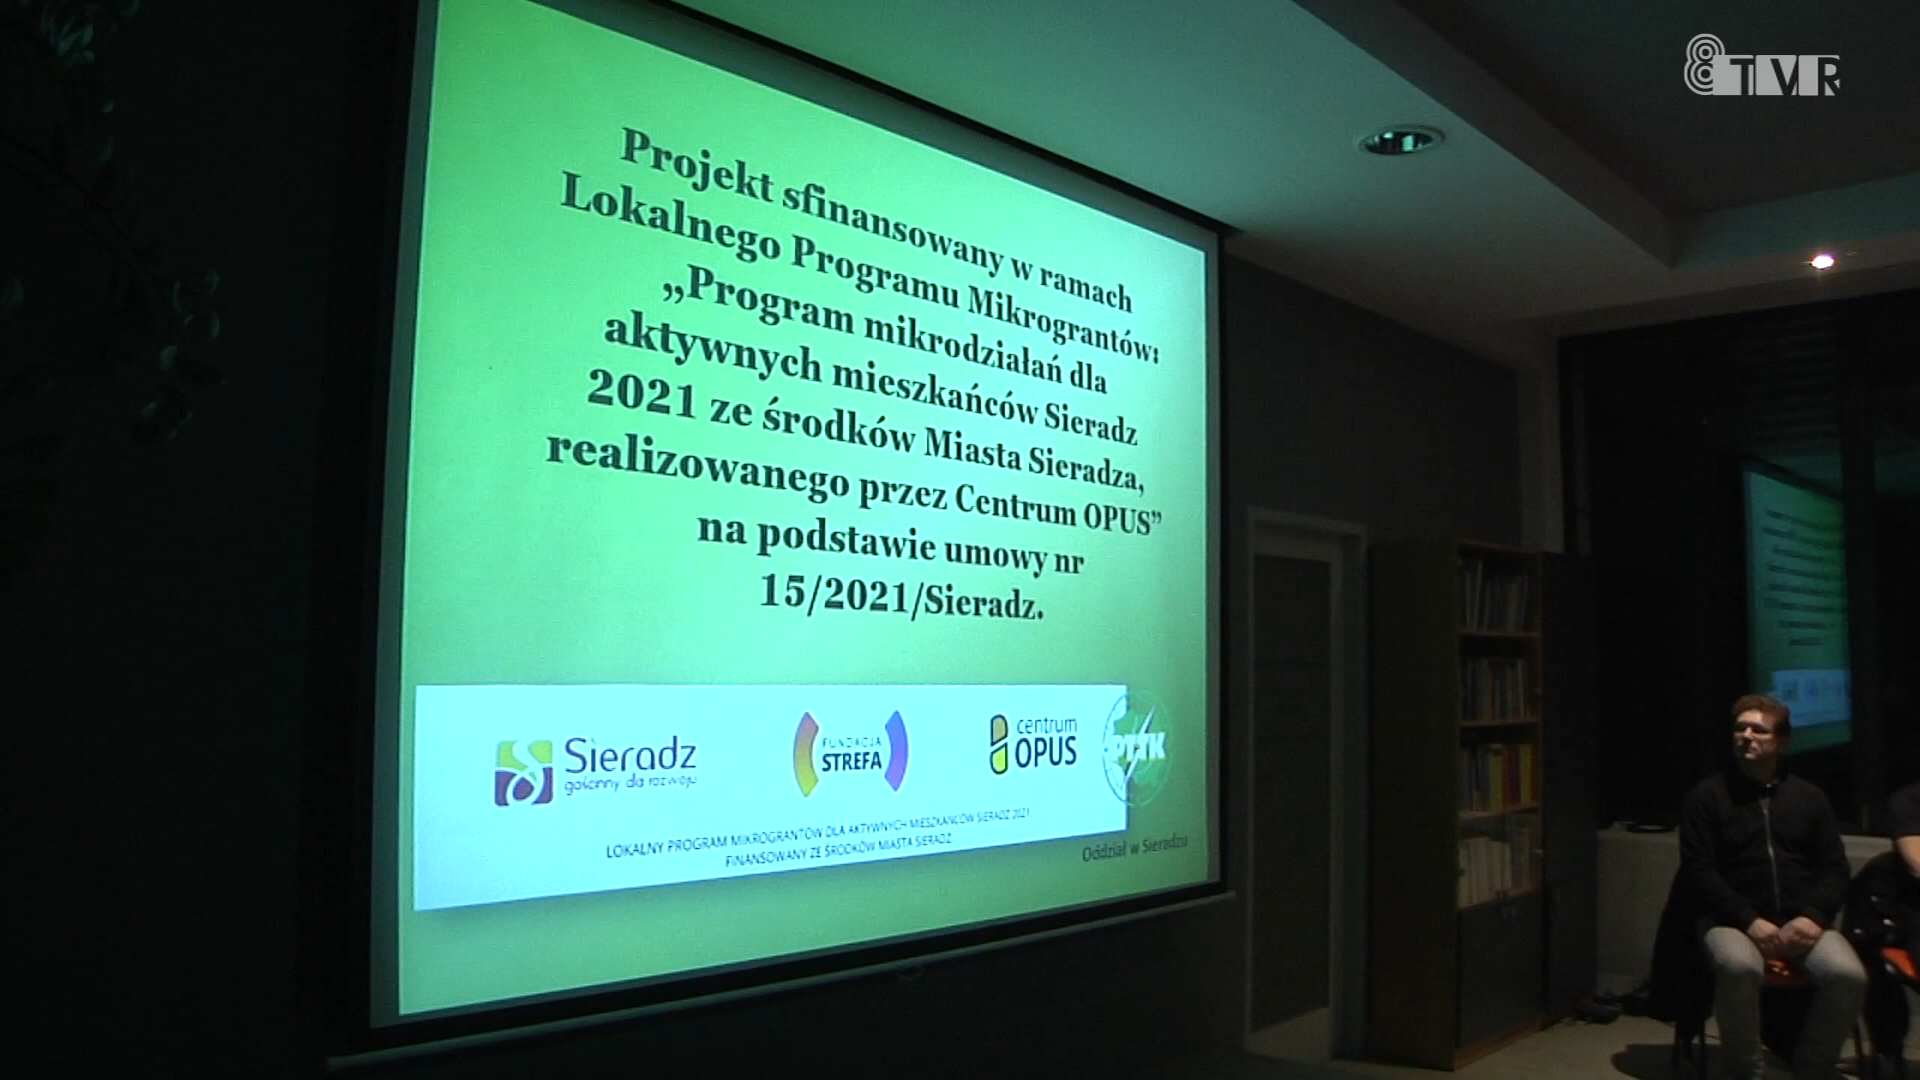 8TVR
Projekt sfinansowany w ramach
Lokalnego Programu Mikrograntów:
„Program mikrodziałań dla
aktywnych mieszkańców Sieradz
2021 ze środków Miasta Sieradza,
realizowanego przez Centrum OPUS”
na podstawie umowy nr
15/2021/Sieradz.
Sieradz
gościnny dla rozwoju
FUNDACJA
STREFA
centrum
OPUS
PTTK
LOKALNY PROGRAM MIKROGRANTÓW DLA AKTYWNYCH MIESZKAŃCÓW SIERADZ 2021
FINANSOWANY ZE ŚRODKÓW MIASTA SIERADZ
Oddział w Sieradzu